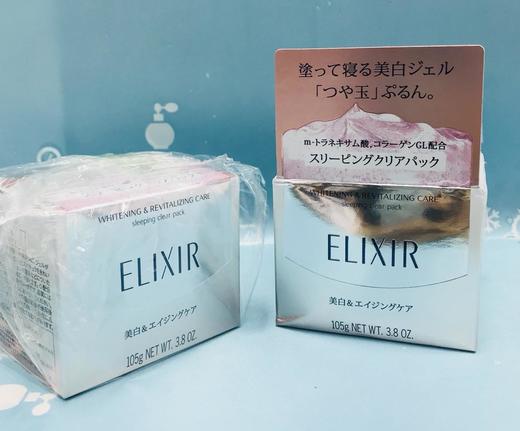 塗って寝る美白ジェル
「つや玉」ぷるん。
m-トラネキサム酸,コラーゲンGL配合
スリーピングクリアパック
WHITENING & REVITALIZING CARE
sleeping clear pack
ELIXIR
美白&エイジングケア
105g NET WT. 3.8 OZ.
WHITENING & REVITALIZING CARE
sleeping clear pack
ELIXIR
美白&エイジングケア
105g NET WT. 3.8 OZ.